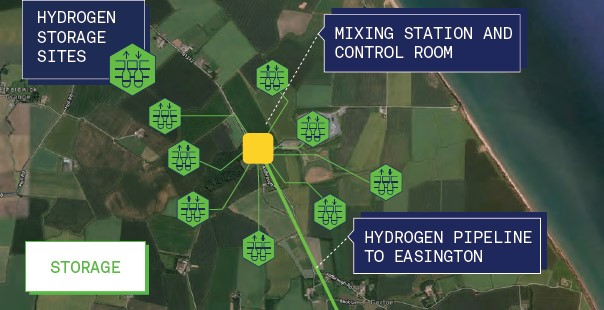 HYDROGEN
STORAGE
SITES
MIXING STATION AND
CONTROL ROOM
HYDROGEN PIPELINE
TO EASINGTON
STORAGE